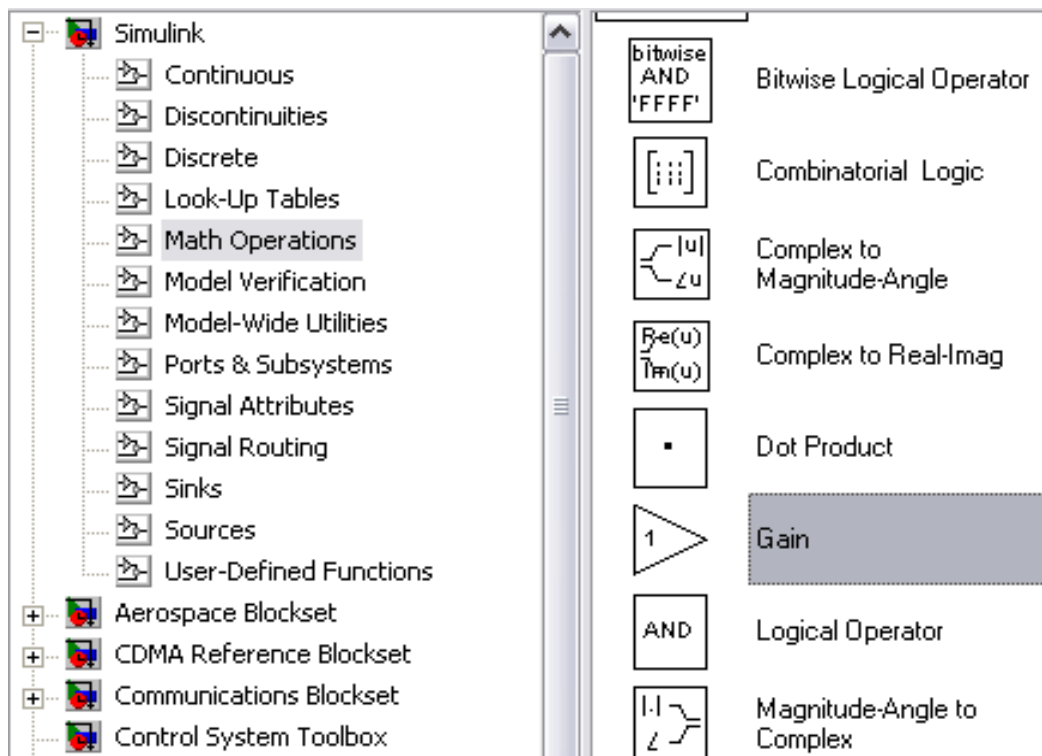 Simulink
Continuous
Discontinuities
Discrete
Look-Up Tables
Math Operations
Model Verification
Model-Wide Utilities
Ports & Subsystems
Signal Attributes
Signal Routing
Sinks
Sources
User-Defined Functions
Aerospace Blockset
CDMA Reference Blockset
Communications Blockset
Control System Toolbox
bitwise
AND
'FFFF'
Bitwise Logical Operator
Combinatorial Logic
|u|
∠u
Complex to
Magnitude-Angle
Re(u)
Im(u)
Complex to Real-Imag
Dot Product
1
Gain
AND
Logical Operator
|.|
∠
Magnitude-Angle to
Complex